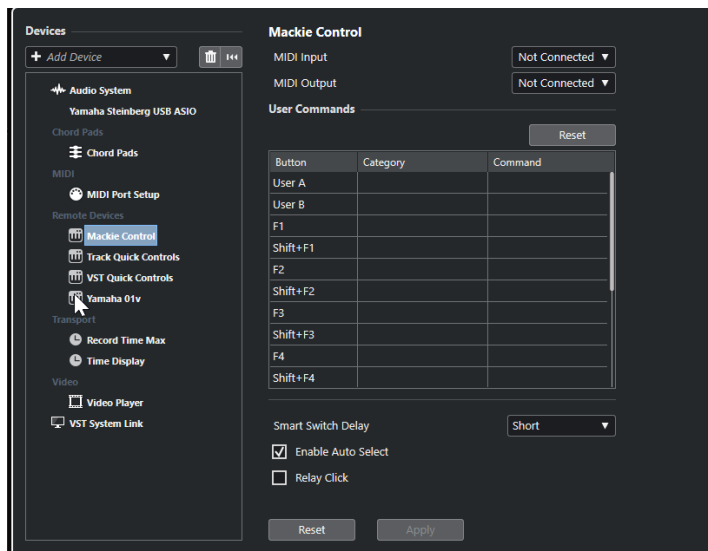 Devices
+ Add Device
Audio System
Yamaha Steinberg USB ASIO
Chord Pads
Chord Pads
MIDI
MIDI Port Setup
Remote Devices
Mackie Control
Track Quick Controls
VST Quick Controls
Yamaha 01v
Transport
Record Time Max
Time Display
Video
Video Player
VST System Link
Mackie Control
MIDI Input Not Connected
MIDI Output Not Connected
User Commands
Reset
Button Category Command
User A
User B
F1
Shift+F1
F2
Shift+F2
F3
Shift+F3
F4
Shift+F4
Smart Switch Delay Short
Enable Auto Select
Relay Click
Reset Apply